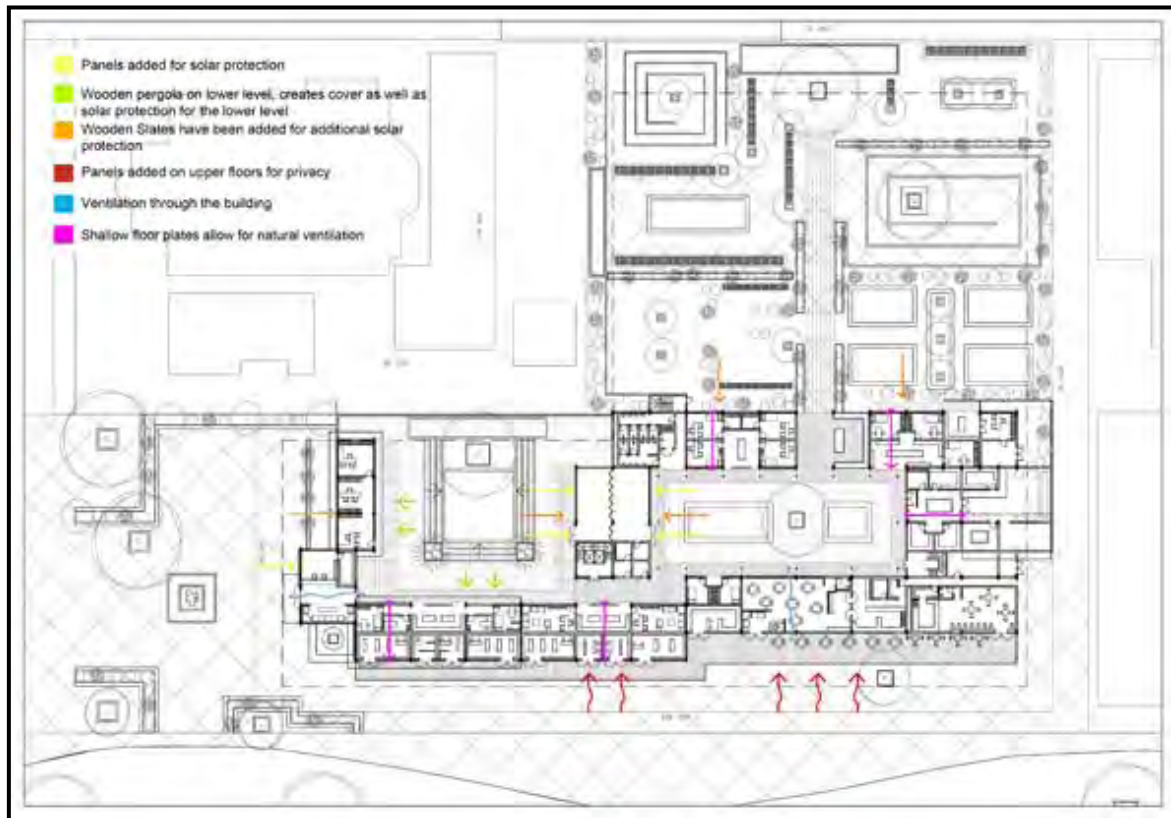 Panels added for solar protection
Wooden pergola on lower level, creates cover as well as
solar protection for the lower level
Wooden Slates have been added for additional solar
protection
Panels added on upper floors for privacy
Ventilation through the building
Shallow floor plates allow for natural ventilation